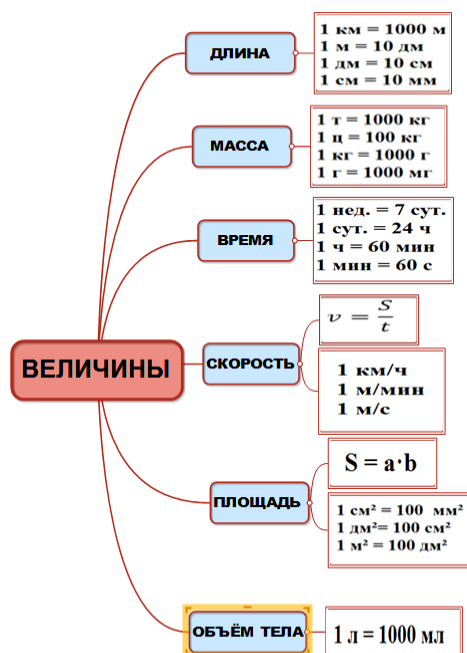 ВЕЛИЧИНЫ
ДЛИНА
1 км = 1000 м
1 м = 10 дм
1 дм = 10 см
1 см = 10 мм
МАССА
1 т = 1000 кг
1 ц = 100 кг
1 кг = 1000 г
1 г = 1000 мг
ВРЕМЯ
1 нед. = 7 сут.
1 сут. = 24 ч
1 ч = 60 мин
1 мин = 60 с
СКОРОСТЬ
v = S/t
1 км/ч
1 м/мин
1 м/с
ПЛОЩАДЬ
S = a·b
1 см² = 100 мм²
1 дм²= 100 см²
1 м² = 100 дм²
ОБЪЁМ ТЕЛА
1 л = 1000 мл